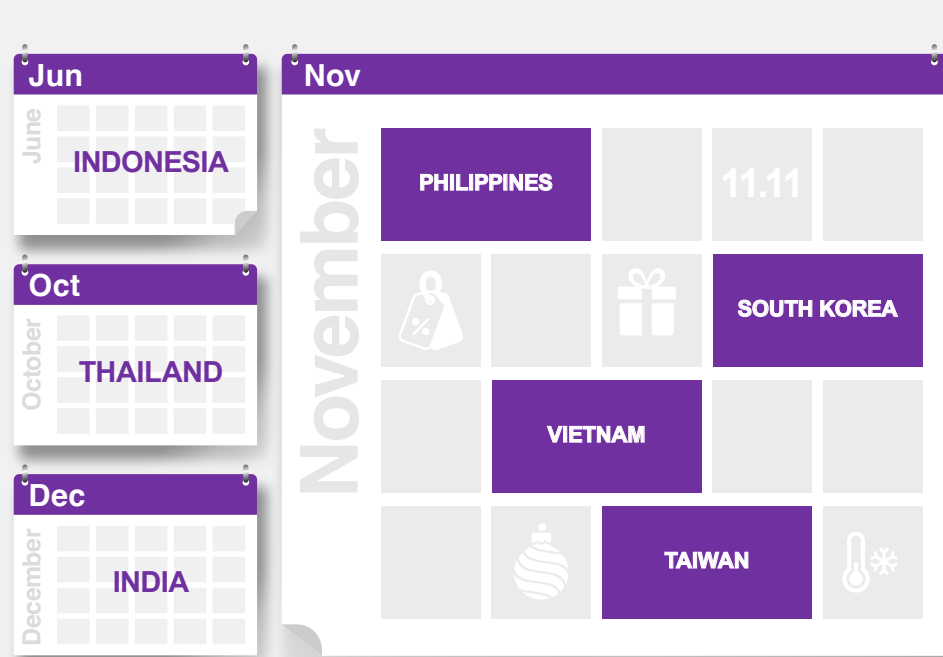 Jun
June
INDONESIA
Oct
October
THAILAND
Dec
December
INDIA
Nov
November
PHILIPPINES
11.11
%
SOUTH KOREA
VIETNAM
TAIWAN